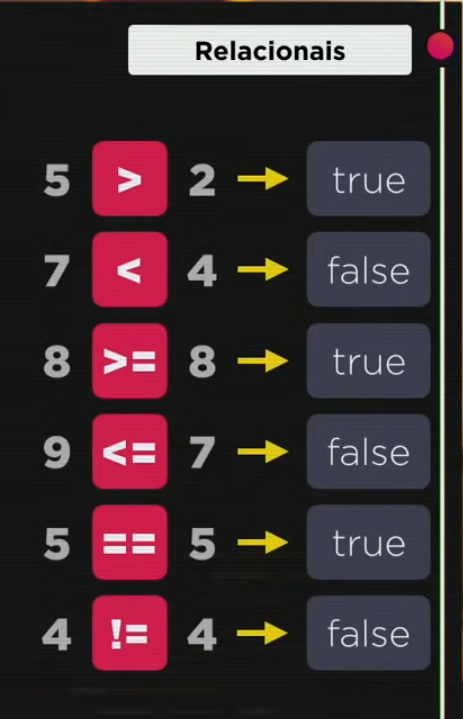 Relacionais
5 > 2 → true
7 < 4 → false
8 >= 8 → true
9 <= 7 → false
5 == 5 → true
4 != 4 → false